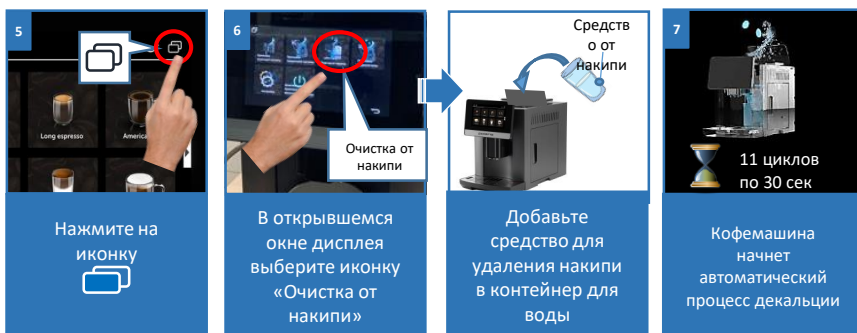 5
Long espresso
America
Нажмите на
иконку
6
Очистка от
накипи
В открывшемся
окне дисплея
выберите иконку
«Очистка от
накипи»
Средств
о от
накипи
Добавьте
средство для
удаления накипи
в контейнер для
воды
7
11 циклов
по 30 сек
Кофемашина
начнет
автоматический
процесс декальции